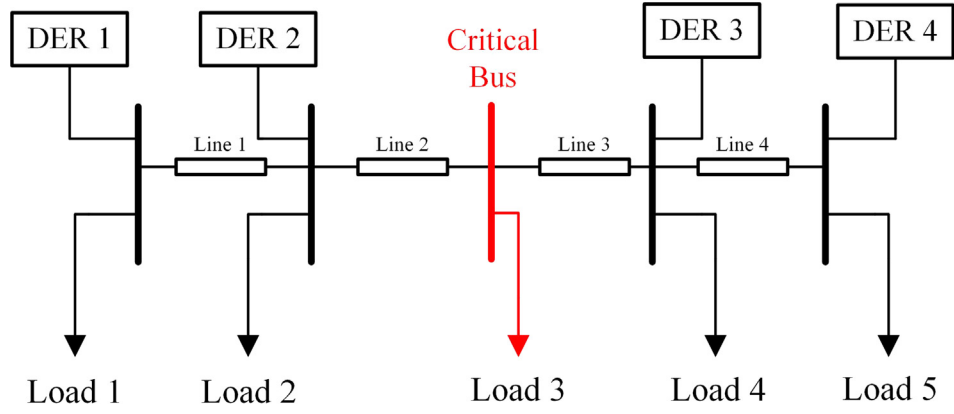 DER 1
DER 2
Critical
Bus
DER 3
DER 4
Line 1
Line 2
Line 3
Line 4
Load 1
Load 2
Load 3
Load 4
Load 5